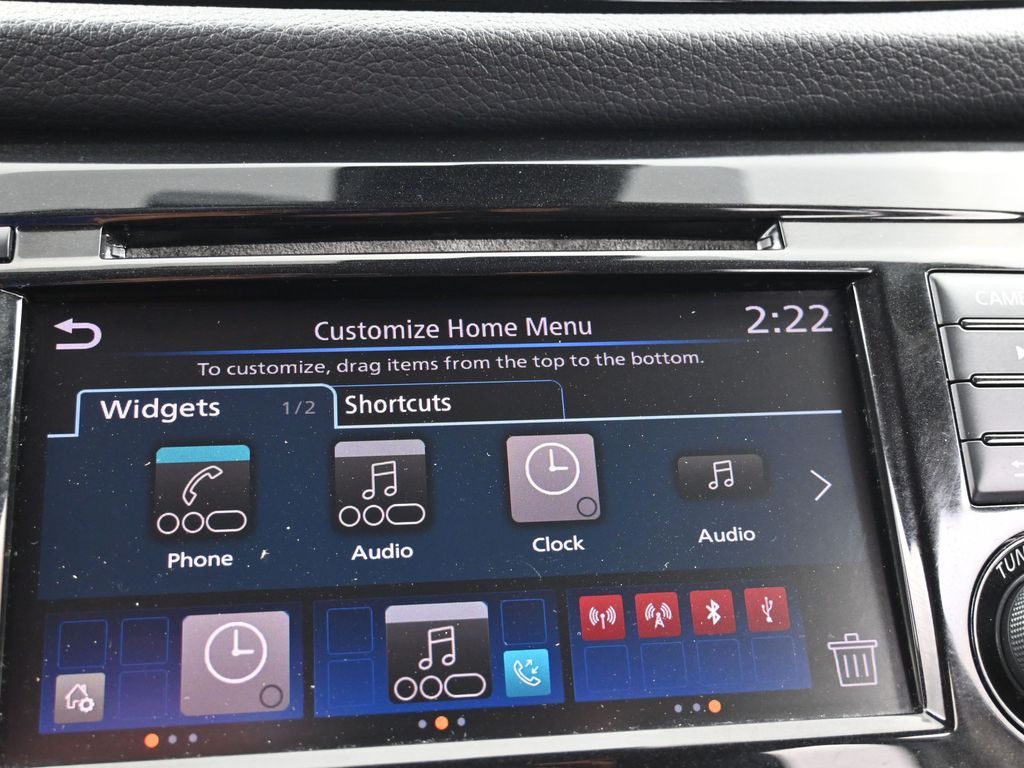 Customize Home Menu
2:22
To customize, drag items from the top to the bottom.
Widgets 1/2
Shortcuts
Phone
Audio
Clock
Audio